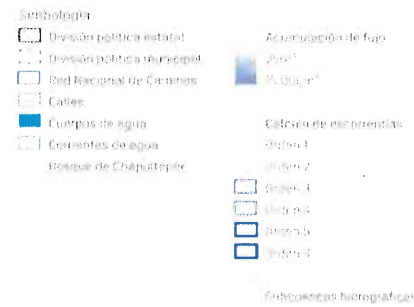 Simbología
División política estatal
División política municipal
Red Nacional de Caminos
Calles
Cuerpos de agua
Corrientes de agua
Bosque de Chapultepec
Acumulación de flujo
Cálculo de escorrentías
Orden 1
Orden 2
Orden 3
Orden 4
Orden 5
Orden 6
Subcuencas hidrográficas